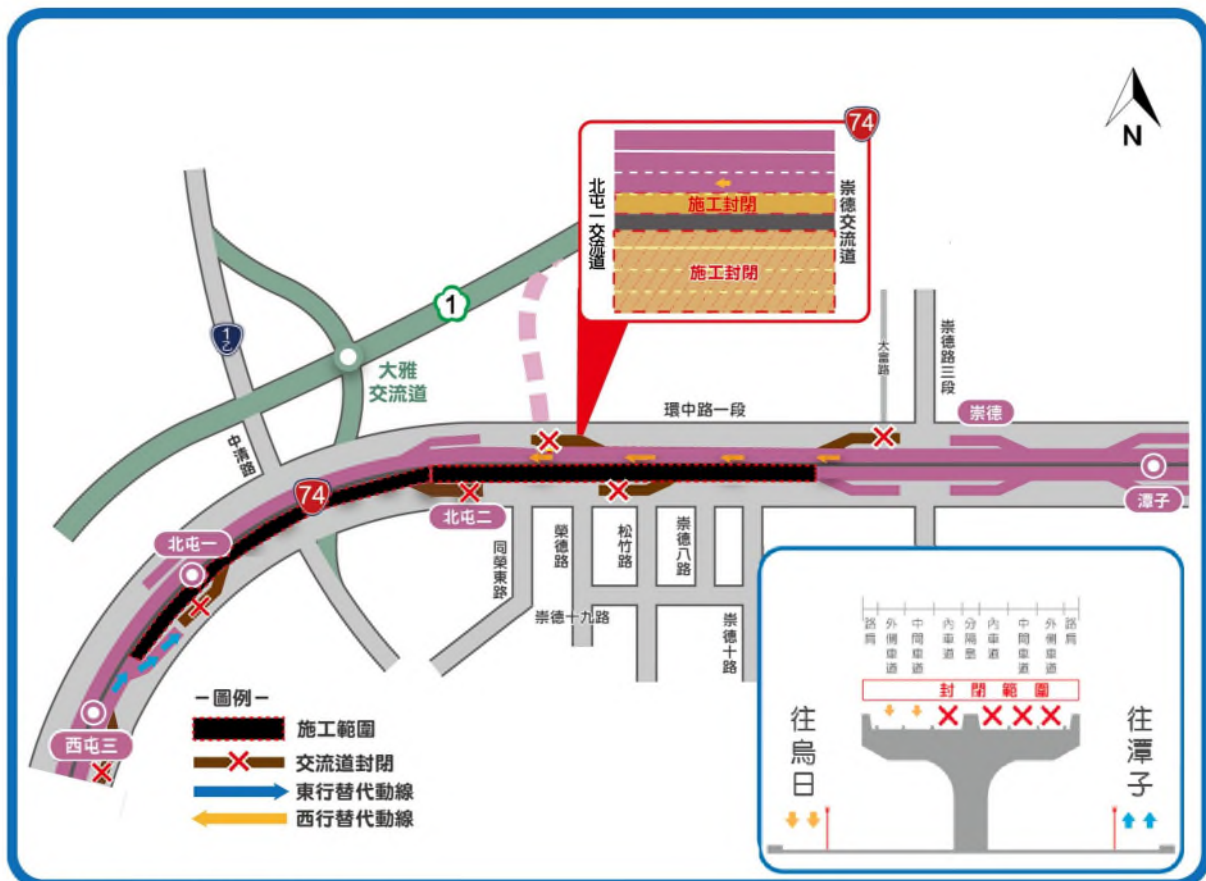 N
74
施工封閉
施工封閉
北屯一交流道
崇德交流道
1
1乙
大雅
交流道
中清路
環中路一段
大富路
崇德路三段
崇德
潭子
74
北屯二
北屯一
西屯三
同榮東路
榮德路
松竹路
崇德八路
崇德十九路
崇德十路
－圖例－
施工範圍
交流道封閉
東行替代動線
西行替代動線
路肩
外側車道
中間車道
內車道
分隔島
內車道
中間車道
外側車道
路肩
封閉範圍
往烏日
往潭子